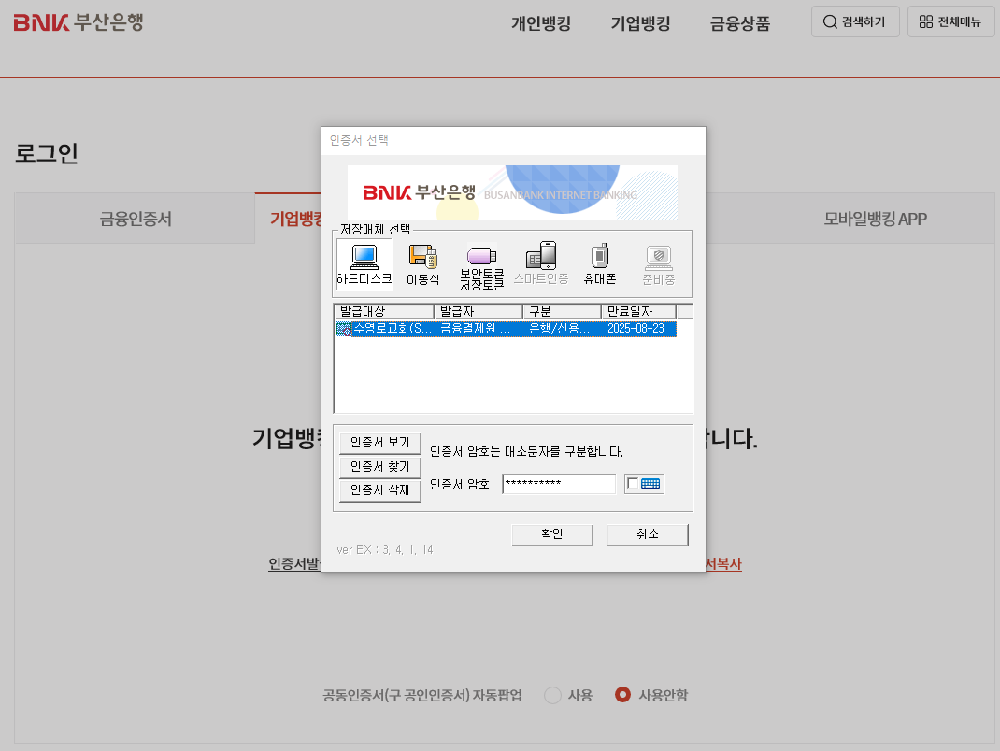 BNK 부산은행
개인뱅킹 기업뱅킹 금융상품 검색하기 전체메뉴
로그인
금융인증서 기업뱅킹 모바일뱅킹 APP
인증서 선택
BNK 부산은행 BUSANBANK INTERNET BANKING
저장매체 선택
하드디스크 이동식 보안토큰 스마트인증 휴대폰 준비중
저장토큰
발급대상 발급자 구분 만료일자
수영로교회(S... 금융결제원 ... 은행/신용... 2025-08-23
기업뱅킹 합니다.
인증서 보기
인증서 암호는 대소문자를 구분합니다.
인증서 찾기
인증서 암호 **********
인증서 삭제
확인 취소
ver EX : 3, 4, 1, 14
인증서발 서복사
공동인증서(구 공인인증서) 자동팝업 사용 사용안함